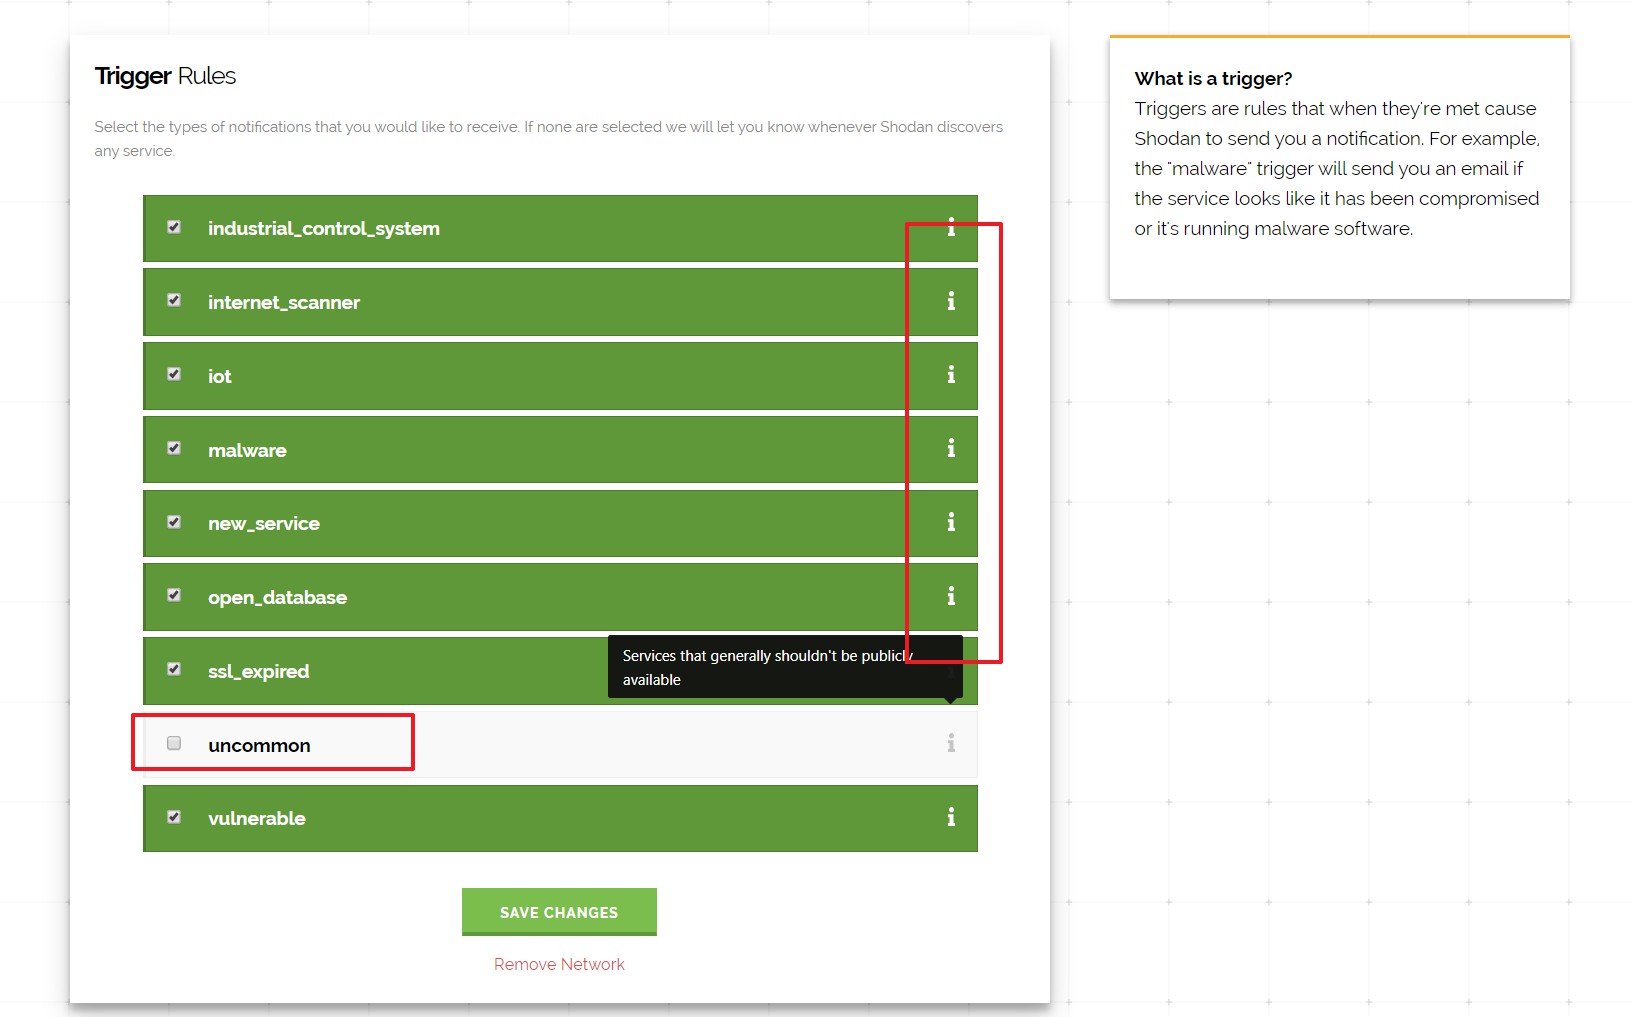 Trigger Rules
Select the types of notifications that you would like to receive. If none are selected we will let you know whenever Shodan discovers
any service.
industrial_control_system
internet_scanner
iot
malware
new_service
open_database
ssl_expired
Services that generally shouldn't be publicly
available
uncommon
vulnerable
SAVE CHANGES
Remove Network
What is a trigger?
Triggers are rules that when they're met cause
Shodan to send you a notification. For example,
the "malware" trigger will send you an email if
the service looks like it has been compromised
or it's running malware software.